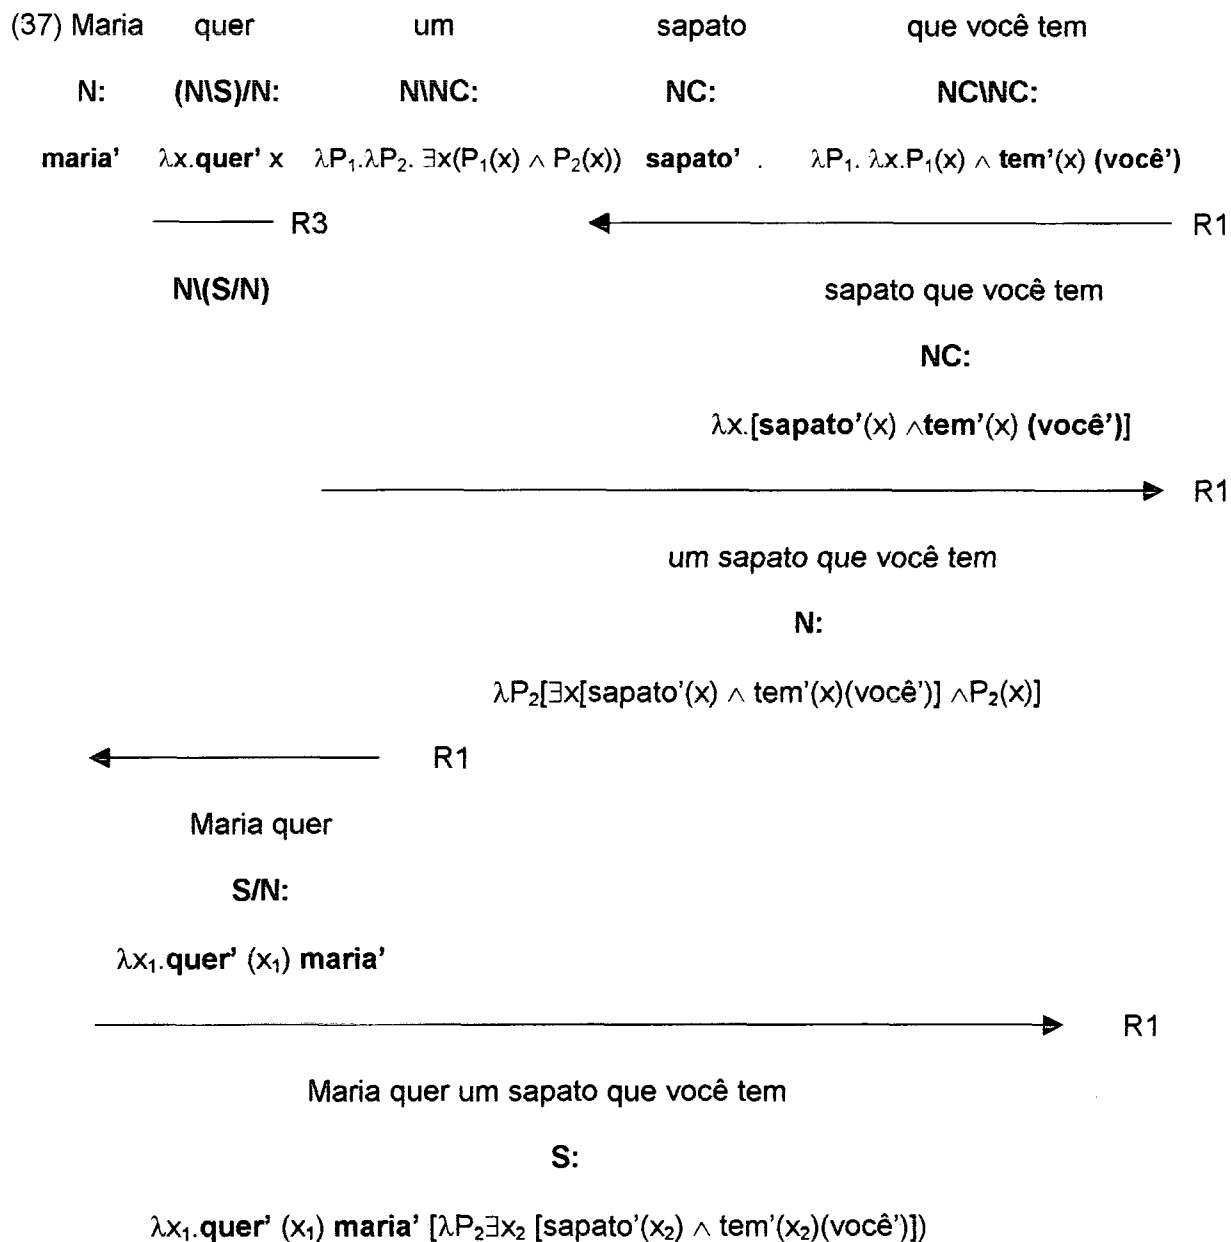 (37) Maria quer um sapato que você tem
N: (N\S)/N: N\NC: NC: NC\NC:
maria' λx.quer' x λP₁.λP₂. ∃x(P₁(x) ∧ P₂(x)) sapato' . λP₁. λx.P₁(x) ∧ tem'(x) (você')
R3 R1
N\(S/N) sapato que você tem
NC:
λx.[sapato'(x) ∧tem'(x) (você')]
R1
um sapato que você tem
N:
λP₂[∃x[sapato'(x) ∧ tem'(x)(você')] ∧P₂(x)]
R1
Maria quer
S/N:
λx₁.quer' (x₁) maria'
R1
Maria quer um sapato que você tem
S:
λx₁.quer' (x₁) maria' [λP₂∃x₂ [sapato'(x₂) ∧ tem'(x₂)(você')])